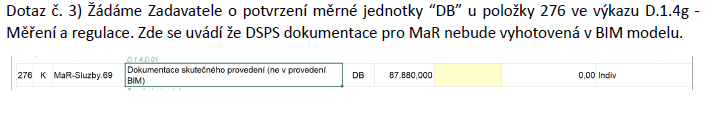 Dotaz č. 3) Žádáme Zadavatele o potvrzení měrné jednotky “DB” u položky 276 ve výkazu D.1.4g -
Měření a regulace. Zde se uvádí že DSPS dokumentace pro MaR nebude vyhotovená v BIM modelu.
D.1.4.D.01
276 K MaR-Sluzby.69 Dokumentace skutečného provedení (ne v provedení BIM) DB 87.880,000 0,00 Indiv